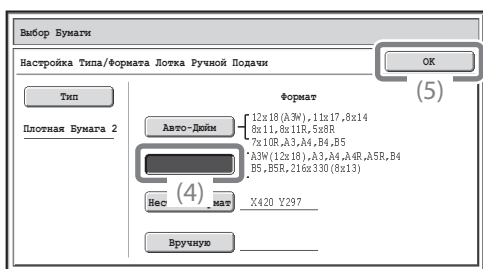 Выбор Бумаги
Настройка Типа/Формата Лотка Ручной Подачи
OK
(5)
Тип
Плотная Бумага 2
Формат
Авто-Дюйм
12x18(A3W),11x17,8x14
8x11,8x11R,5x8R
7x10R,A3,A4,B4,B5
A3W(12x18),A3,A4,A4R,A5R,B4
B5,B5R,216x330(8x13)
(4)
X420 Y297
Вручную